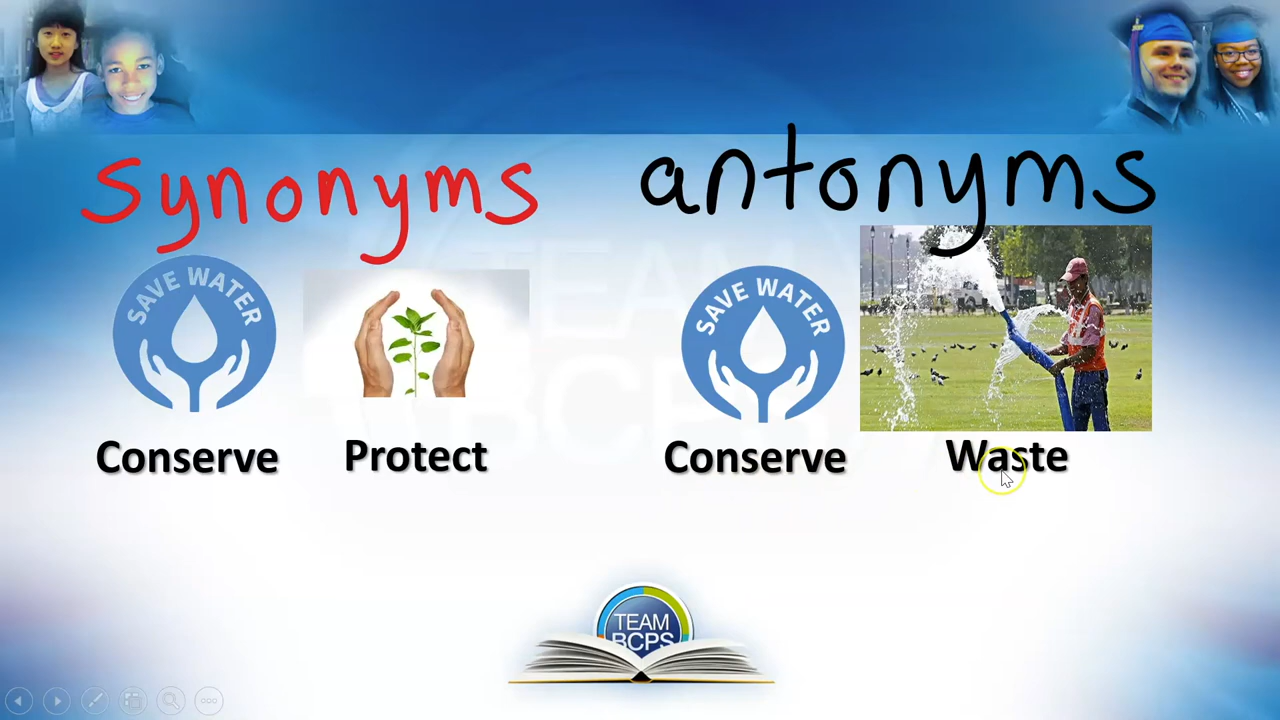 synonyms
antonyms
SAVE WATER
SAVE WATER
Conserve
Protect
Conserve
Waste
TEAM
BCPS